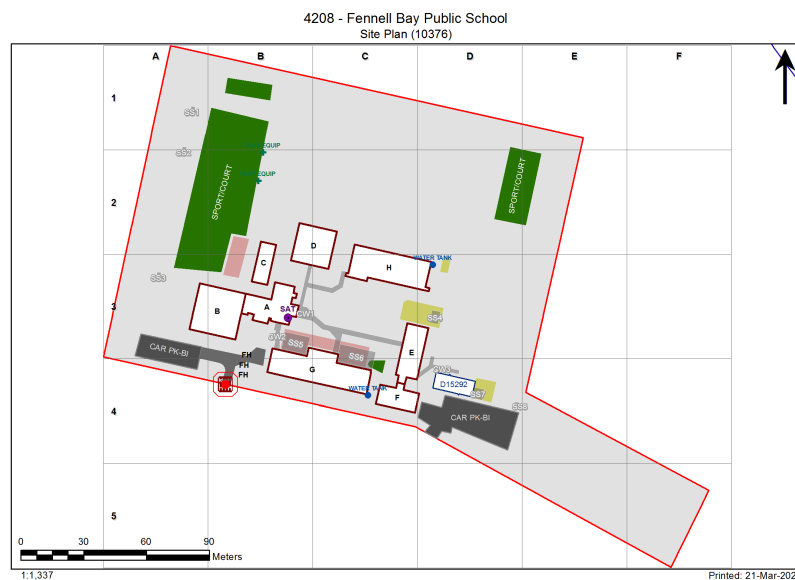 4208 - Fennell Bay Public School
Site Plan (10376)
A B C D E F
1
SS1
EQUIP
SS2
EQUIP
SPORT/COURT
SPORT/COURT
2
D
C
H
WATER TANK
SS3
3
B
A
SAT
CW1
SS4
CW2
SS5
SS6
E
CAR PK-BI
FH
FH
FH
G
CW3
WATER TANK
D15292
SS7
F
SS8
CAR PK-BI
4
5
0 30 60 90
Meters
1:1,337
Printed: 21-Mar-202